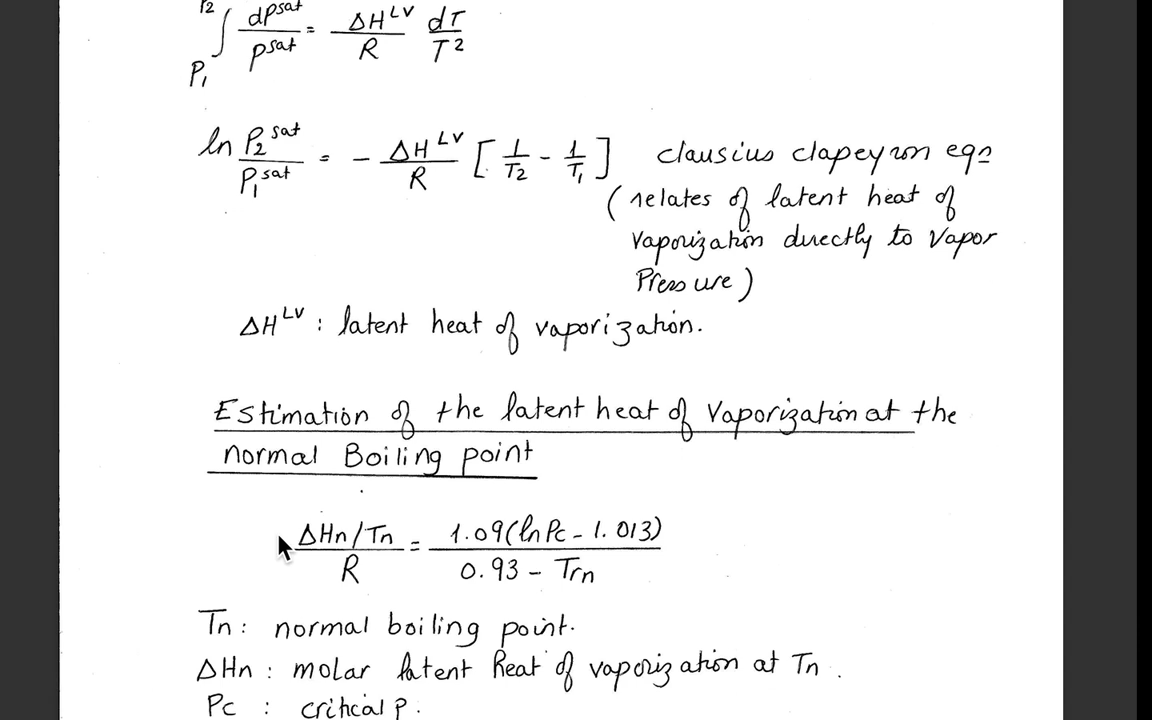 P2 ∫ dpsat/psat = ΔH^LV/R dT/T²
P1
ln P2^sat/P1^sat = - ΔH^LV/R [1/T2 - 1/T1] clausius clapeyron eqn
(relates of latent heat of
vaporization directly to vapor
Pressure)
ΔH^LV : latent heat of vaporization.
Estimation of the latent heat of Vaporization at the
normal Boiling point
ΔHn/Tn / R = 1.09(ln Pc - 1.013) / 0.93 - Trn
Tn : normal boiling point.
ΔHn : molar latent heat of vaporization at Tn .
Pc : critical P.